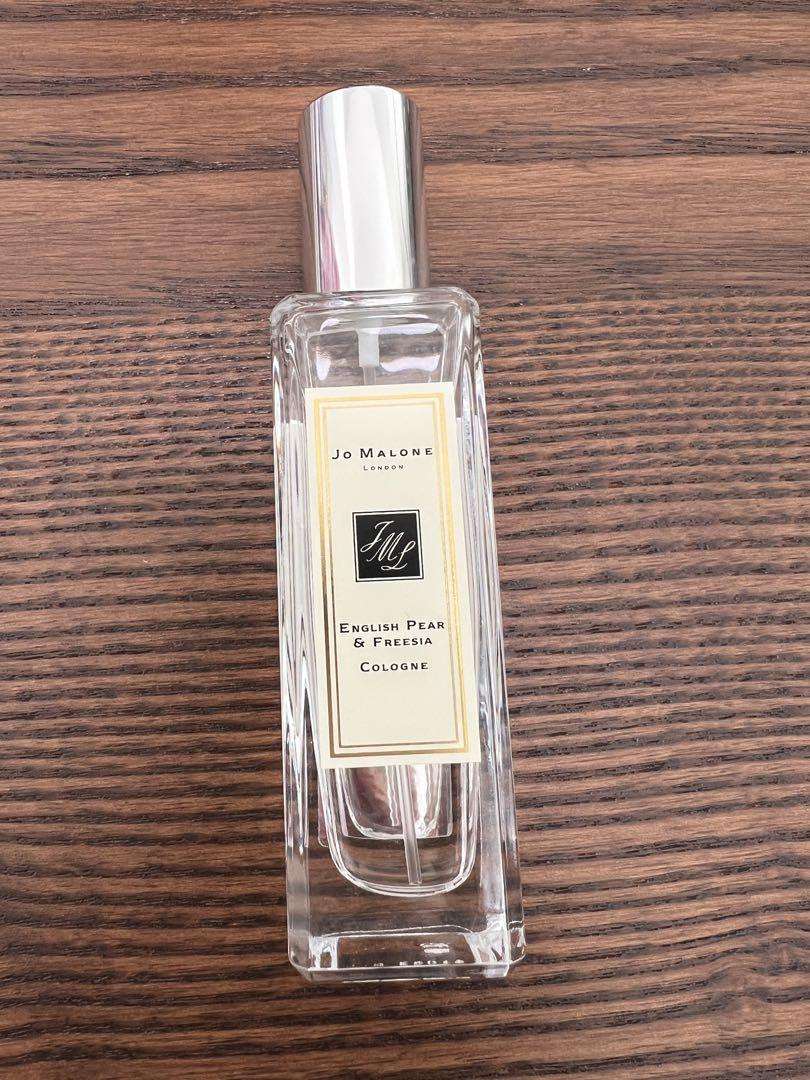 JO MALONE
LONDON
JML
ENGLISH PEAR
& FREESIA
COLOGNE